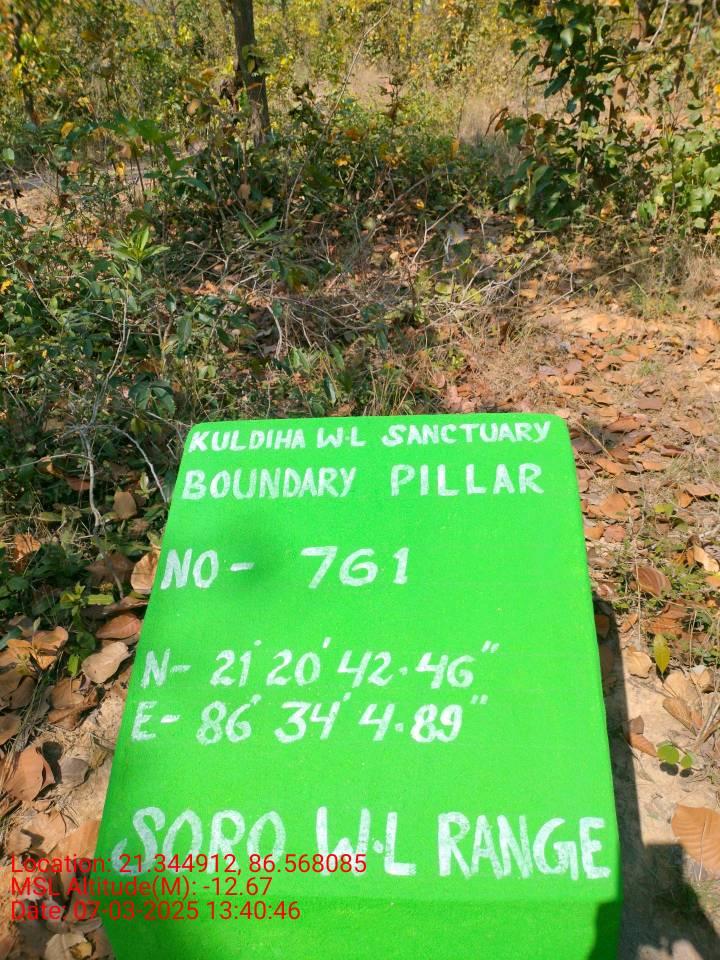 KULDIHA W.L SANCTUARY
BOUNDARY PILLAR
NO- 761
N- 21° 20' 42.46"
E- 86° 34' 4.89"
SORO W.L RANGE
Location: 21.344912, 86.568085
MSL Altitude(M): -12.67
Date: 07-03-2025 13:40:46